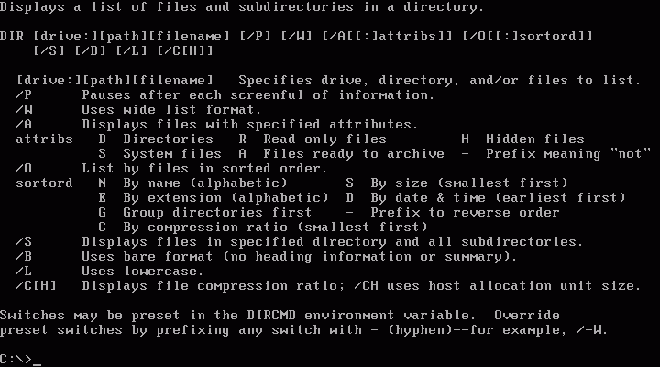 Displays a list of files and subdirectories in a directory.
DIR [drive:][path][filename] [/P] [/W] [/A[[:]attribs]] [/O[[:]sortord]]
[/S] [/D] [/L] [/C[H]]
[drive:][path][filename]   Specifies drive, directory, and/or files to list.
/P      Pauses after each screenful of information.
/W      Uses wide list format.
/A      Displays files with specified attributes.
attribs   D  Directories   R  Read only files         H  Hidden files
S  System files  A  Files ready to archive  -  Prefix meaning "not"
/O      List by files in sorted order.
sortord   N  By name (alphabetic)       S  By size (smallest first)
E  By extension (alphabetic)  D  By date & time (earliest first)
G  Group directories first    -  Prefix to reverse order
C  By compression ratio (smallest first)
/S      Displays files in specified directory and all subdirectories.
/B      Uses bare format (no heading information or summary).
/L      Uses lowercase.
/C[H]   Displays file compression ratio; /CH uses host allocation unit size.
Switches may be preset in the DIRCMD environment variable.  Override
preset switches by prefixing any switch with - (hyphen)--for example, /-W.
C:\>_